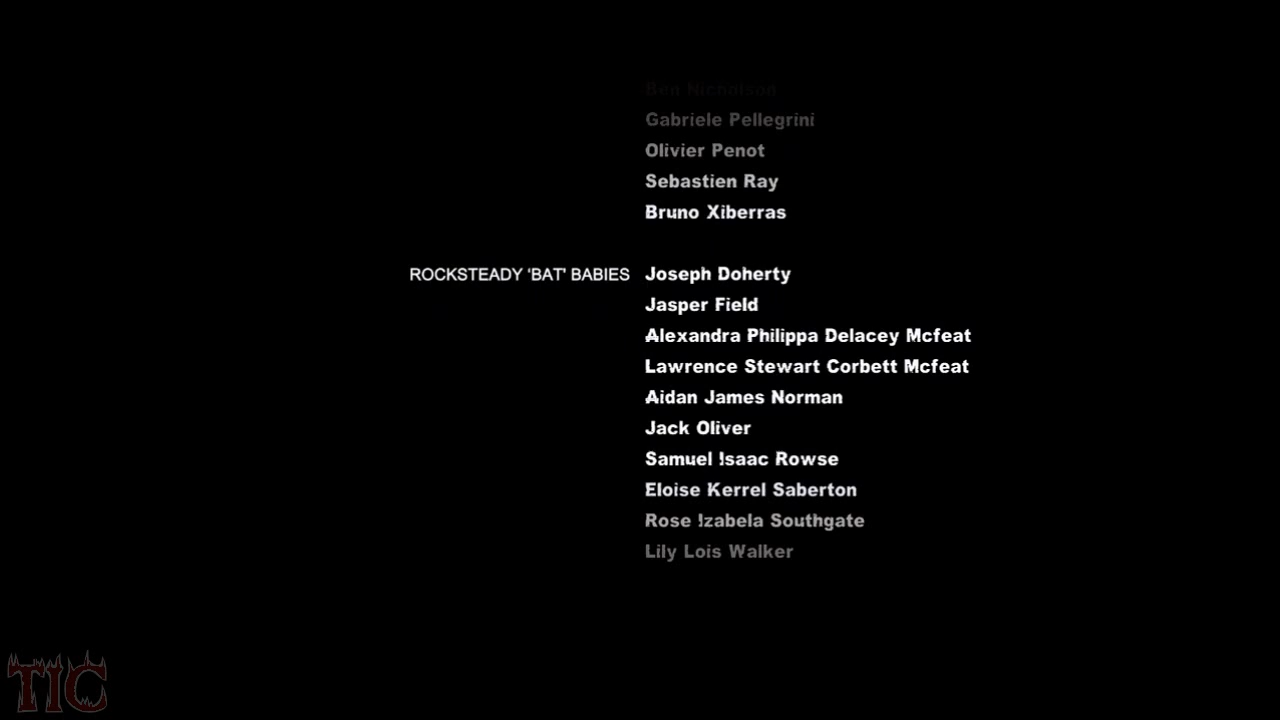 Ben Nicholson
Gabriele Pellegrini
Olivier Penot
Sebastien Ray
Bruno Xiberras
ROCKSTEADY 'BAT' BABIES Joseph Doherty
Jasper Field
Alexandra Philippa Delacey Mcfeat
Lawrence Stewart Corbett Mcfeat
Aidan James Norman
Jack Oliver
Samuel Isaac Rowse
Eloise Kerrel Saberton
Rose Izabela Southgate
Lily Lois Walker
TIC